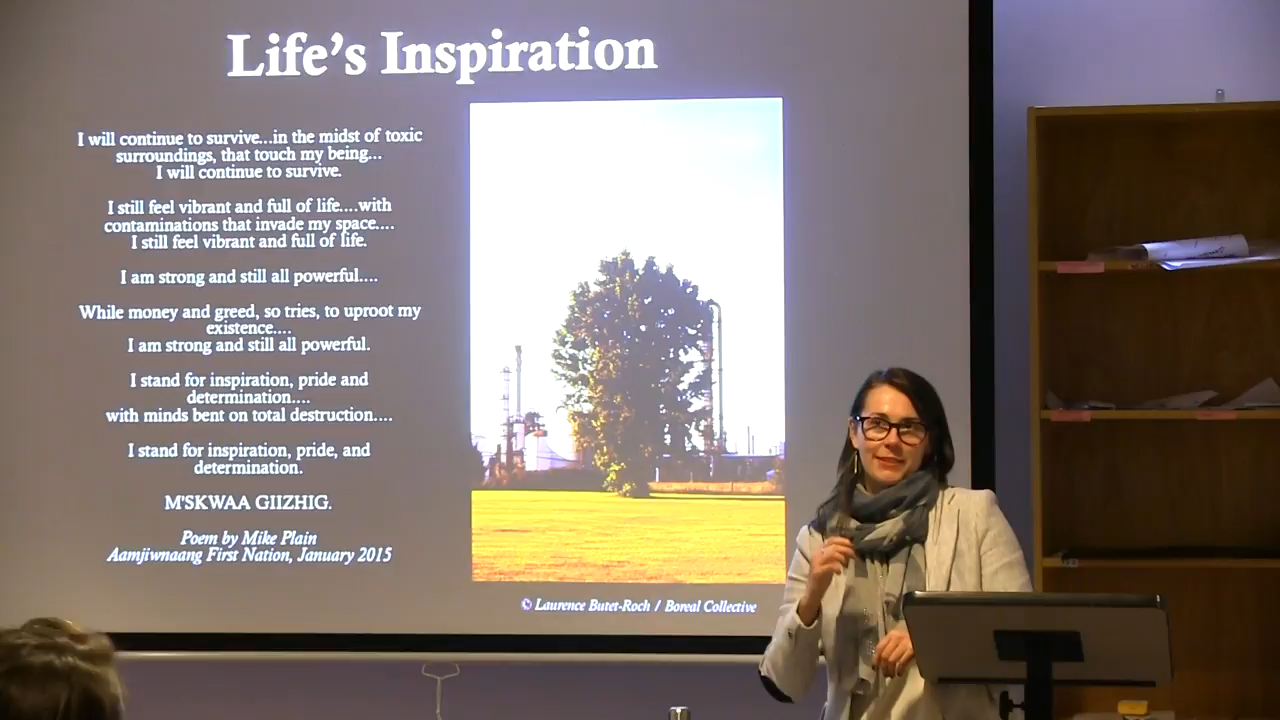 Life's Inspiration
I will continue to survive...in the midst of toxic
surroundings, that touch my being...
I will continue to survive.
I still feel vibrant and full of life....with
contaminations that invade my space....
I still feel vibrant and full of life.
I am strong and still all powerful....
While money and greed, so tries, to uproot my
existence....
I am strong and still all powerful.
I stand for inspiration, pride and
determination....
with minds bent on total destruction....
I stand for inspiration, pride, and
determination.
M'SKWAA GIIZHIG.
Poem by Mike Plain
Aamjiwnaang First Nation, January 2015
© Laurence Butet-Roch / Boreal Collective